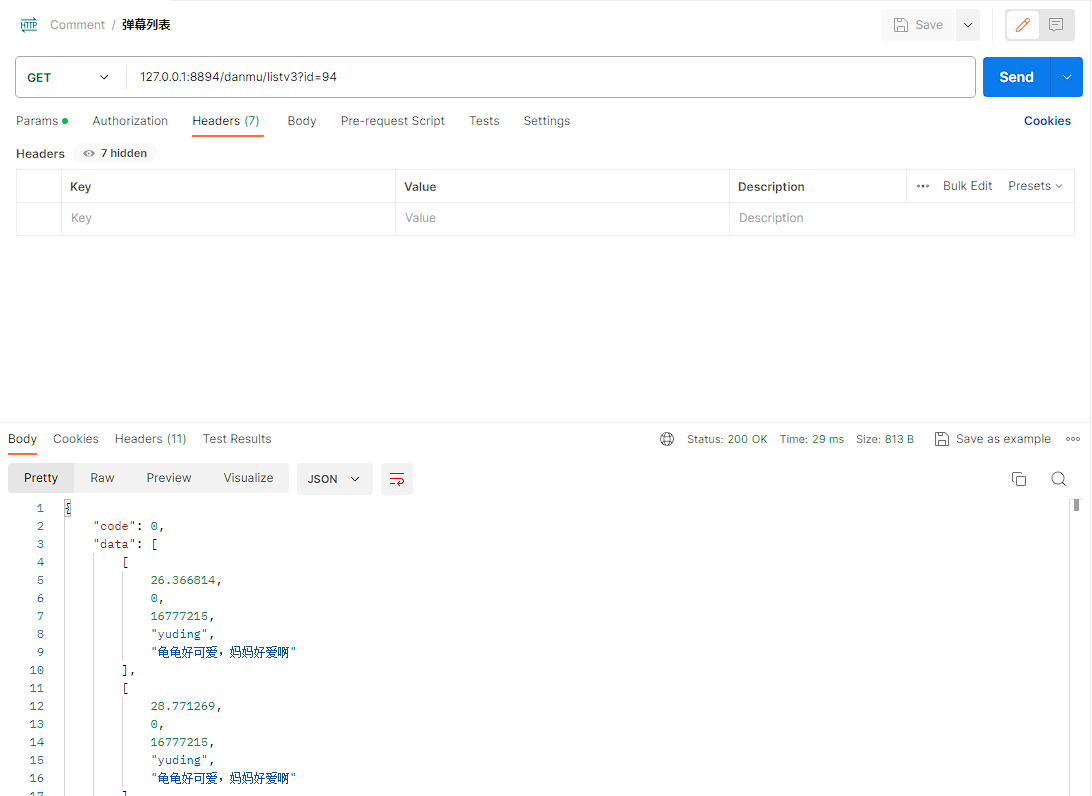 HTTP Comment / 弹幕列表 Save
GET 127.0.0.1:8894/danmu/listv3?id=94 Send
Params Authorization Headers (7) Body Pre-request Script Tests Settings Cookies
Headers 7 hidden
Key Value Description Bulk Edit Presets
Key Value Description
Body Cookies Headers (11) Test Results Status: 200 OK Time: 29 ms Size: 813 B Save as example
Pretty Raw Preview Visualize JSON
1 {
2 "code": 0,
3 "data": [
4 [
5 26.366814,
6 0,
7 16777215,
8 "yuding",
9 "龟龟好可爱，妈妈好爱啊"
10 ],
11 [
12 28.771269,
13 0,
14 16777215,
15 "yuding",
16 "龟龟好可爱，妈妈好爱啊"
17 ]